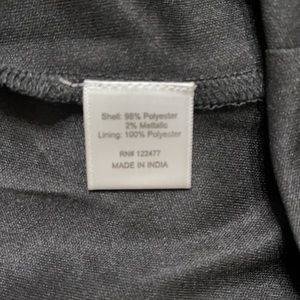 Shell: 98% Polyester
2% Metallic
Lining: 100% Polyester
RN# 122477
MADE IN INDIA